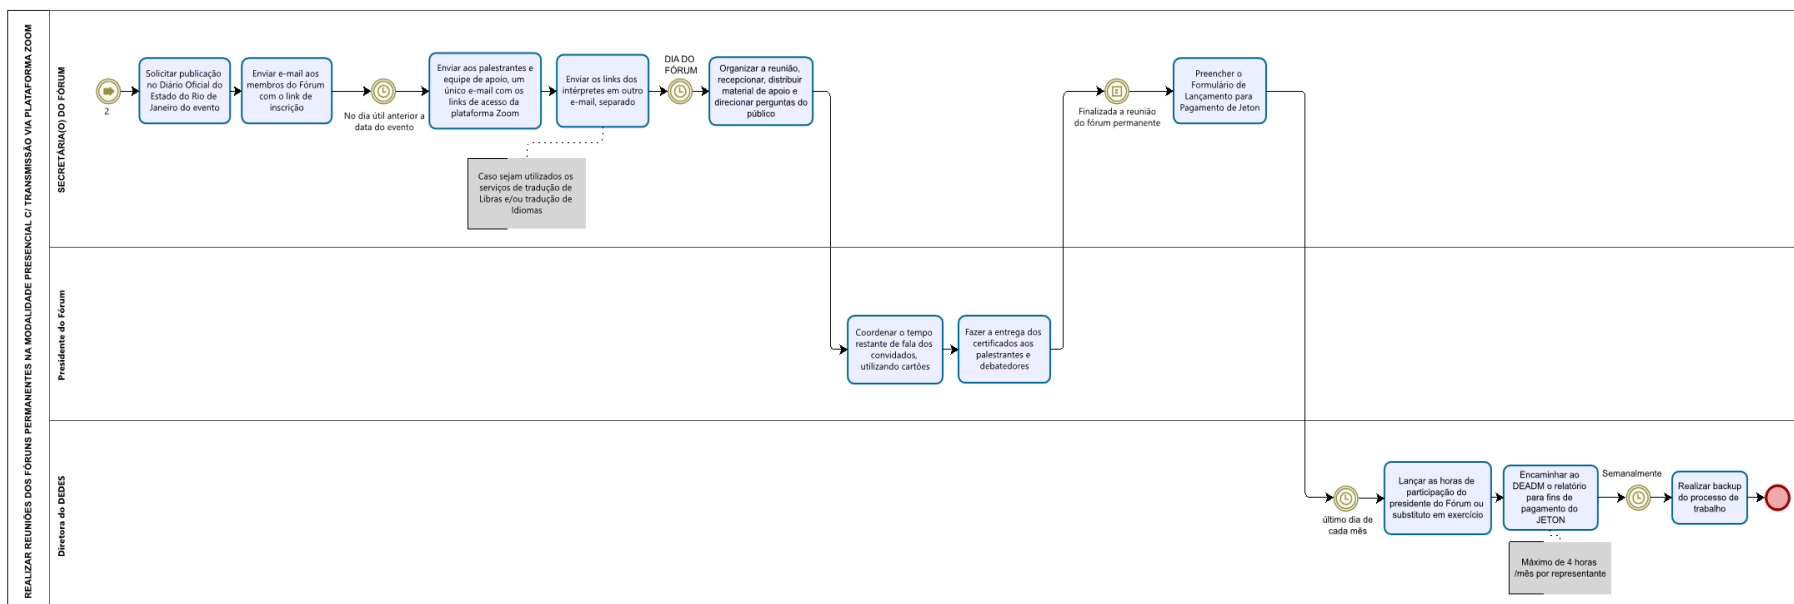 REALIZAR REUNIÕES DOS FÓRUNS PERMANENTES NA MODALIDADE PRESENCIAL C/ TRANSMISSÃO VIA PLATAFORMA ZOOM
SECRETÁRIA(O) DO FÓRUM
2
Solicitar publicação
no Diário Oficial do
Estado do Rio de
Janeiro do evento
Enviar e-mail aos
membros do Fórum
com o link de
inscrição
No dia útil anterior a
data do evento
Enviar aos palestrantes e
equipe de apoio, um
único e-mail com os
links de acesso da
plataforma Zoom
Enviar os links dos
intérpretes em outro
e-mail, separado
Caso sejam utilizados os
serviços de tradução de
Libras e/ou tradução de
Idiomas
DIA DO
FÓRUM
Organizar a reunião,
recepcionar, distribuir
material de apoio e
direcionar perguntas do
público
Finalizada a reunião
do fórum permanente
Preencher o
Formulário de
Lançamento para
Pagamento de Jeton
Presidente do Fórum
Coordenar o tempo
restante de fala dos
convidados,
utilizando cartões
Fazer a entrega dos
certificados aos
palestrantes e
debatedores
Diretora do DEDES
último dia de
cada mês
Lançar as horas de
participação do
presidente do Fórum ou
substituto em exercício
Encaminhar ao
DEADM o relatório
para fins de
pagamento do
JETON
Máximo de 4 horas
/mês por representante
Semanalmente
Realizar backup
do processo de
trabalho